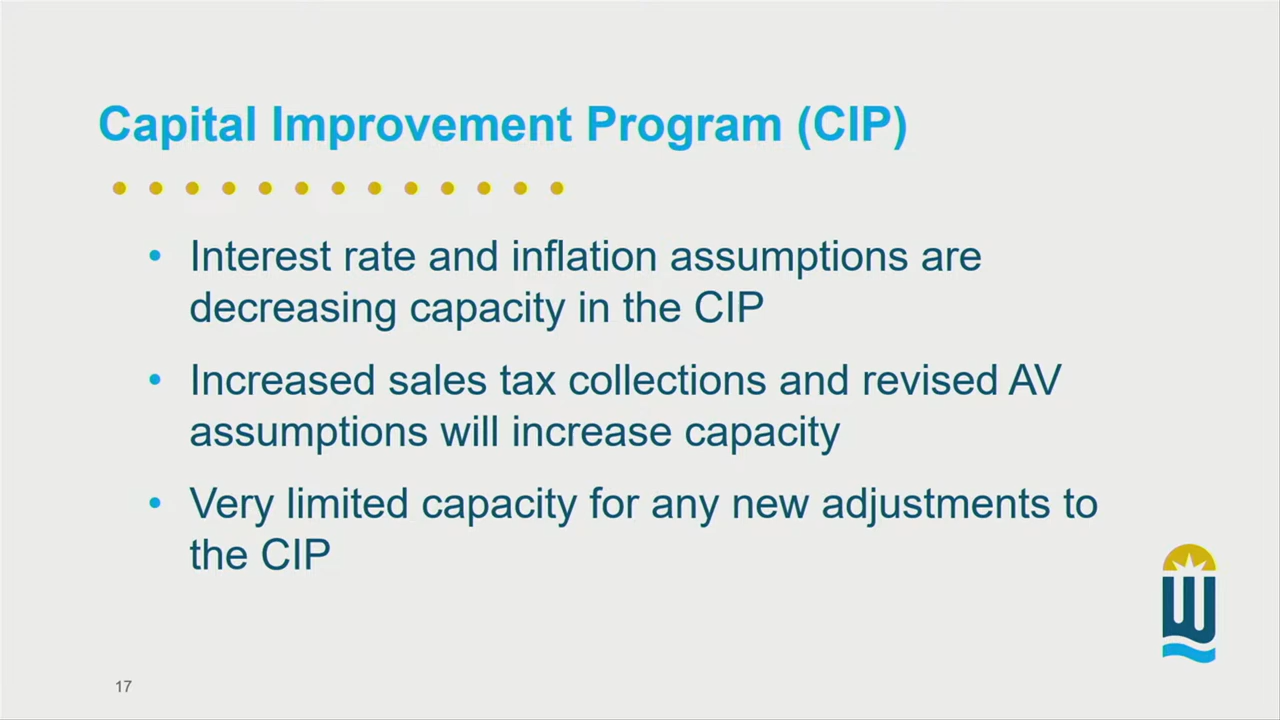 Capital Improvement Program (CIP)
• Interest rate and inflation assumptions are
decreasing capacity in the CIP
• Increased sales tax collections and revised AV
assumptions will increase capacity
• Very limited capacity for any new adjustments to
the CIP
W
17